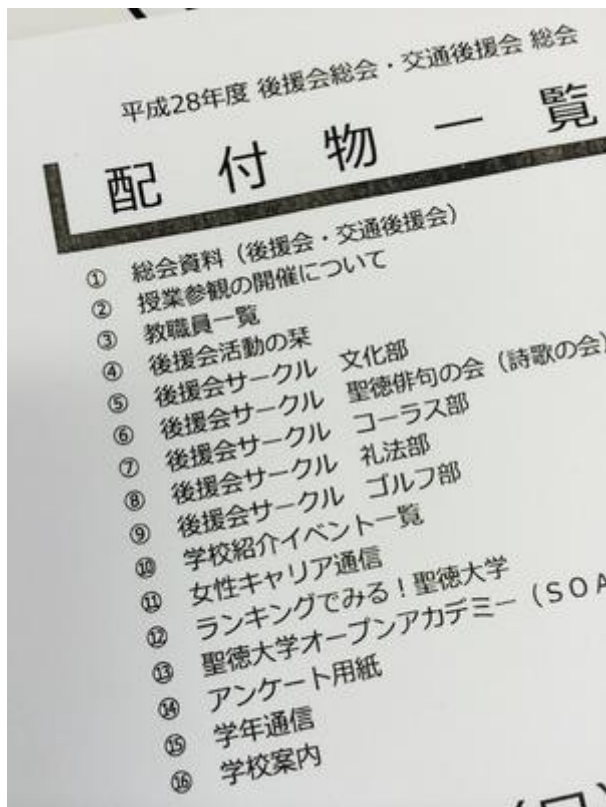 平成28年度 後援会総会・交通後援会 総会
配付物一覧
① 総会資料（後援会・交通後援会）
② 授業参観の開催について
③ 教職員一覧
④ 後援会活動の栞
⑤ 後援会サークル 文化部
⑥ 後援会サークル 聖徳俳句の会（詩歌の会）
⑦ 後援会サークル コーラス部
⑧ 後援会サークル 礼法部
⑨ 後援会サークル ゴルフ部
⑩ 学校紹介イベント一覧
⑪ 女性キャリア通信
⑫ ランキングでみる！聖徳大学
⑬ 聖徳大学オープンアカデミー（ＳＯＡ
⑭ アンケート用紙
⑮ 学年通信
⑯ 学校案内